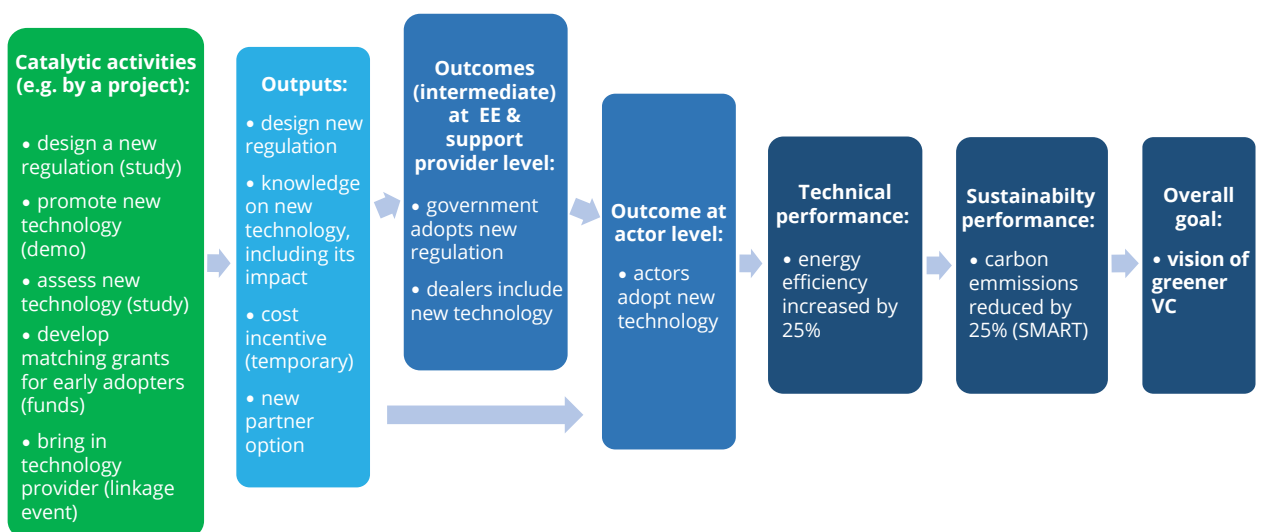 Catalytic activities
(e.g. by a project):
• design a new
regulation (study)
• promote new
technology
(demo)
• assess new
technology (study)
• develop
matching grants
for early adopters
(funds)
• bring in
technology
provider (linkage
event)
Outputs:
• design new
regulation
• knowledge
on new
technology,
including its
impact
• cost
incentive
(temporary)
• new
partner
option
Outcomes
(intermediate)
at EE &
support
provider level:
• government
adopts new
regulation
• dealers include
new technology
Outcome at
actor level:
• actors
adopt new
technology
Technical
performance:
• energy
efficiency
increased by
25%
Sustainabilty
performance:
• carbon
emmissions
reduced by
25% (SMART)
Overall
goal:
• vision of
greener
VC